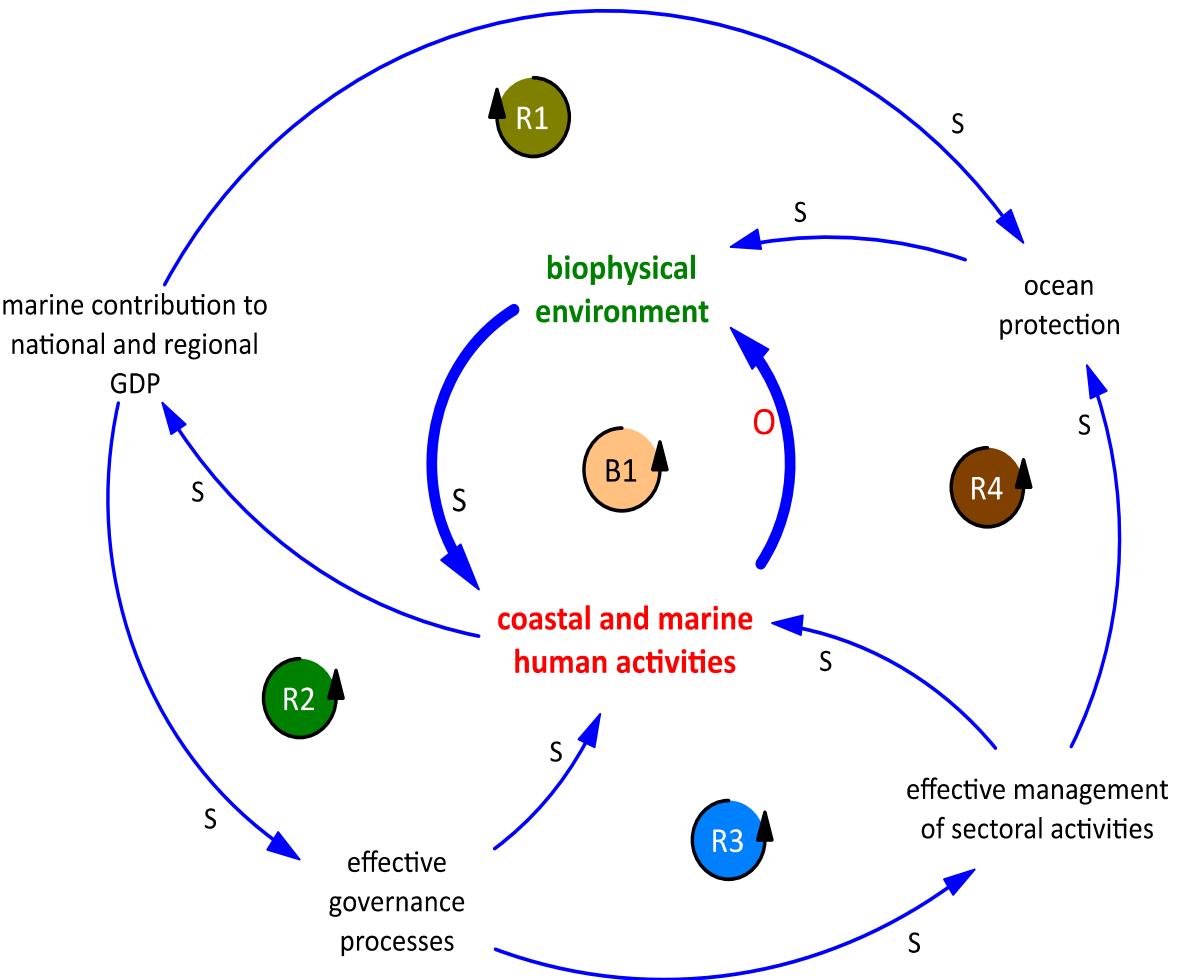 R1
S
S
biophysical
environment
ocean
protection
marine contribution to
national and regional
GDP
O
S
B1
R4
S
S
coastal and marine
human activities
S
R2
S
effective management
of sectoral activities
S
R3
effective
governance
processes
S